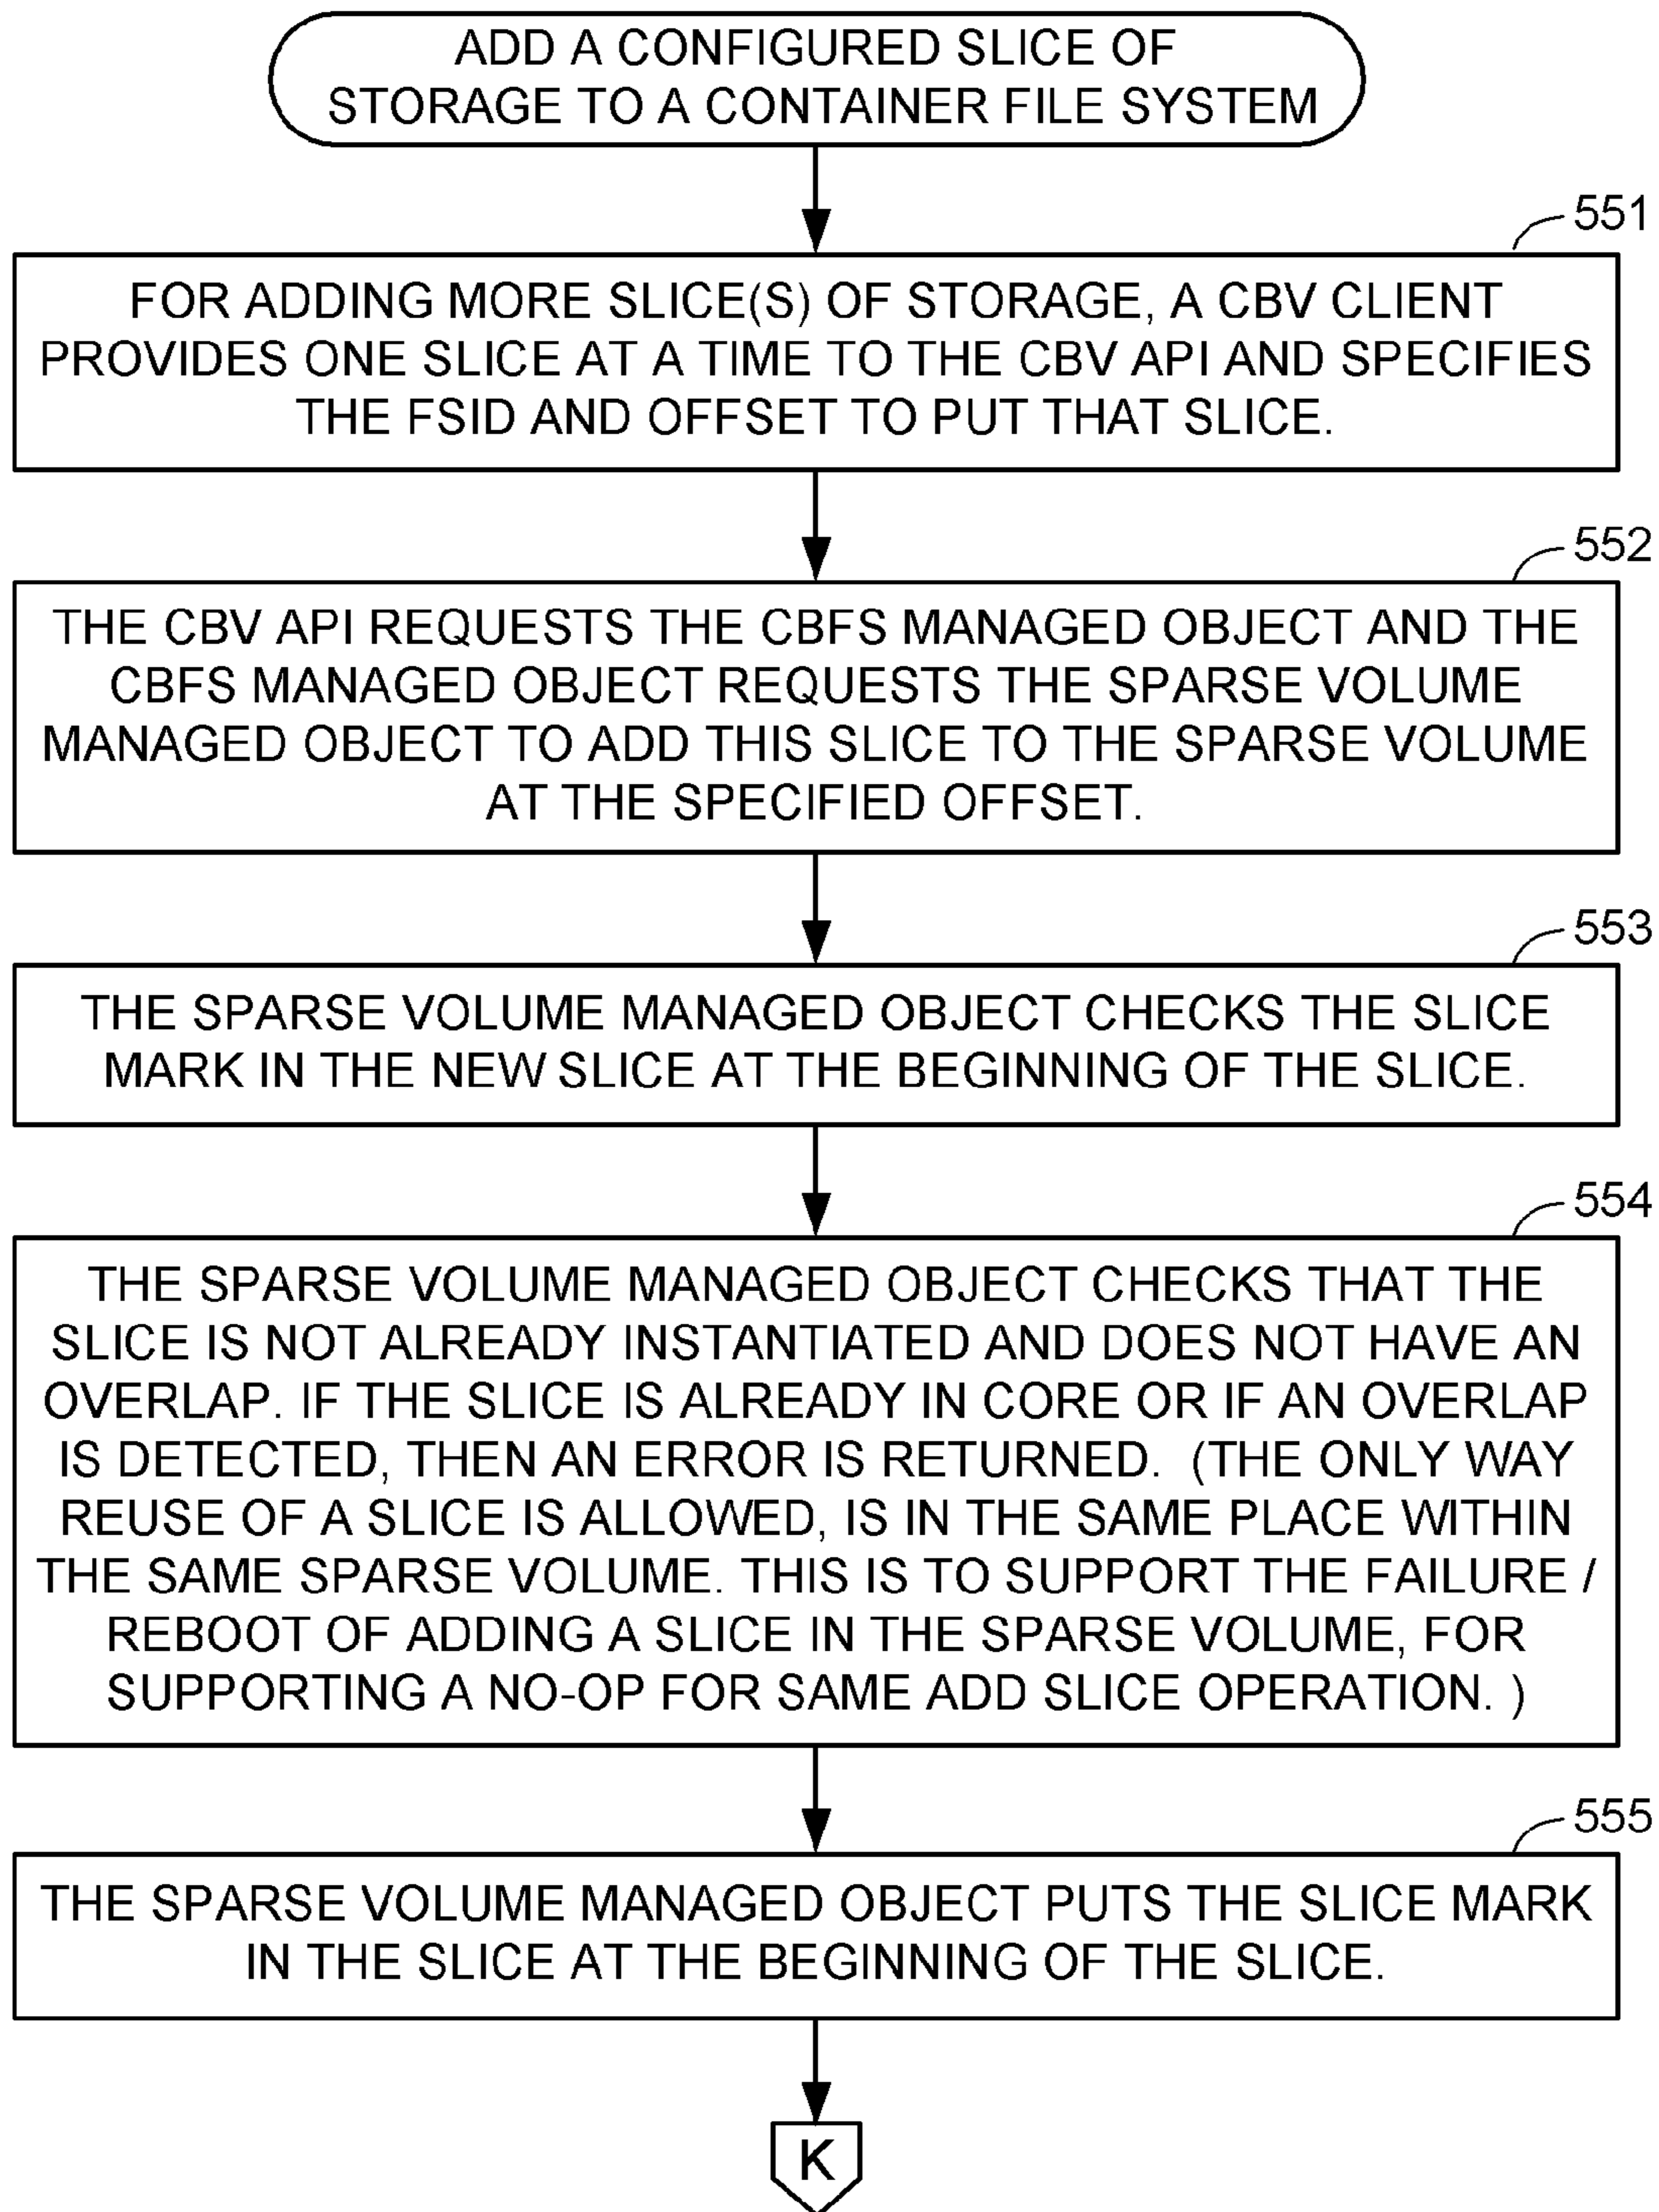 ADD A CONFIGURED SLICE OF
STORAGE TO A CONTAINER FILE SYSTEM
551
FOR ADDING MORE SLICE(S) OF STORAGE, A CBV CLIENT
PROVIDES ONE SLICE AT A TIME TO THE CBV API AND SPECIFIES
THE FSID AND OFFSET TO PUT THAT SLICE.
552
THE CBV API REQUESTS THE CBFS MANAGED OBJECT AND THE
CBFS MANAGED OBJECT REQUESTS THE SPARSE VOLUME
MANAGED OBJECT TO ADD THIS SLICE TO THE SPARSE VOLUME
AT THE SPECIFIED OFFSET.
553
THE SPARSE VOLUME MANAGED OBJECT CHECKS THE SLICE
MARK IN THE NEW SLICE AT THE BEGINNING OF THE SLICE.
554
THE SPARSE VOLUME MANAGED OBJECT CHECKS THAT THE
SLICE IS NOT ALREADY INSTANTIATED AND DOES NOT HAVE AN
OVERLAP. IF THE SLICE IS ALREADY IN CORE OR IF AN OVERLAP
IS DETECTED, THEN AN ERROR IS RETURNED. (THE ONLY WAY
REUSE OF A SLICE IS ALLOWED, IS IN THE SAME PLACE WITHIN
THE SAME SPARSE VOLUME. THIS IS TO SUPPORT THE FAILURE /
REBOOT OF ADDING A SLICE IN THE SPARSE VOLUME, FOR
SUPPORTING A NO-OP FOR SAME ADD SLICE OPERATION. )
555
THE SPARSE VOLUME MANAGED OBJECT PUTS THE SLICE MARK
IN THE SLICE AT THE BEGINNING OF THE SLICE.
K